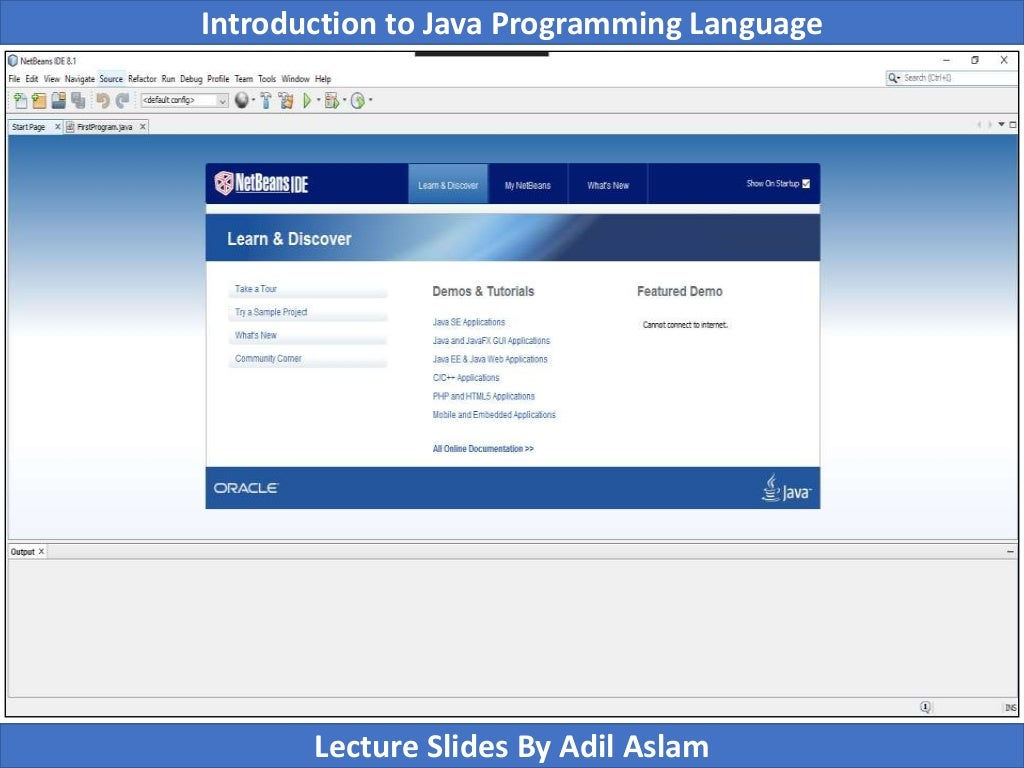 Introduction to Java Programming Language
NetBeans IDE 8.1
File Edit View Navigate Source Refactor Run Debug Profile Team Tools Window Help
Search (Ctrl+I)
<default config>
Start Page X FirstProgram.java X
NetBeans IDE
Learn & Discover My NetBeans What's New Show On Startup
Learn & Discover
Take a Tour
Try a Sample Project
What's New
Community Corner
Demos & Tutorials
Java SE Applications
Java and JavaFX GUI Applications
Java EE & Java Web Applications
C/C++ Applications
PHP and HTML5 Applications
Mobile and Embedded Applications
All Online Documentation >>
Featured Demo
Cannot connect to internet.
ORACLE
Java
Output X
1 INS
Lecture Slides By Adil Aslam